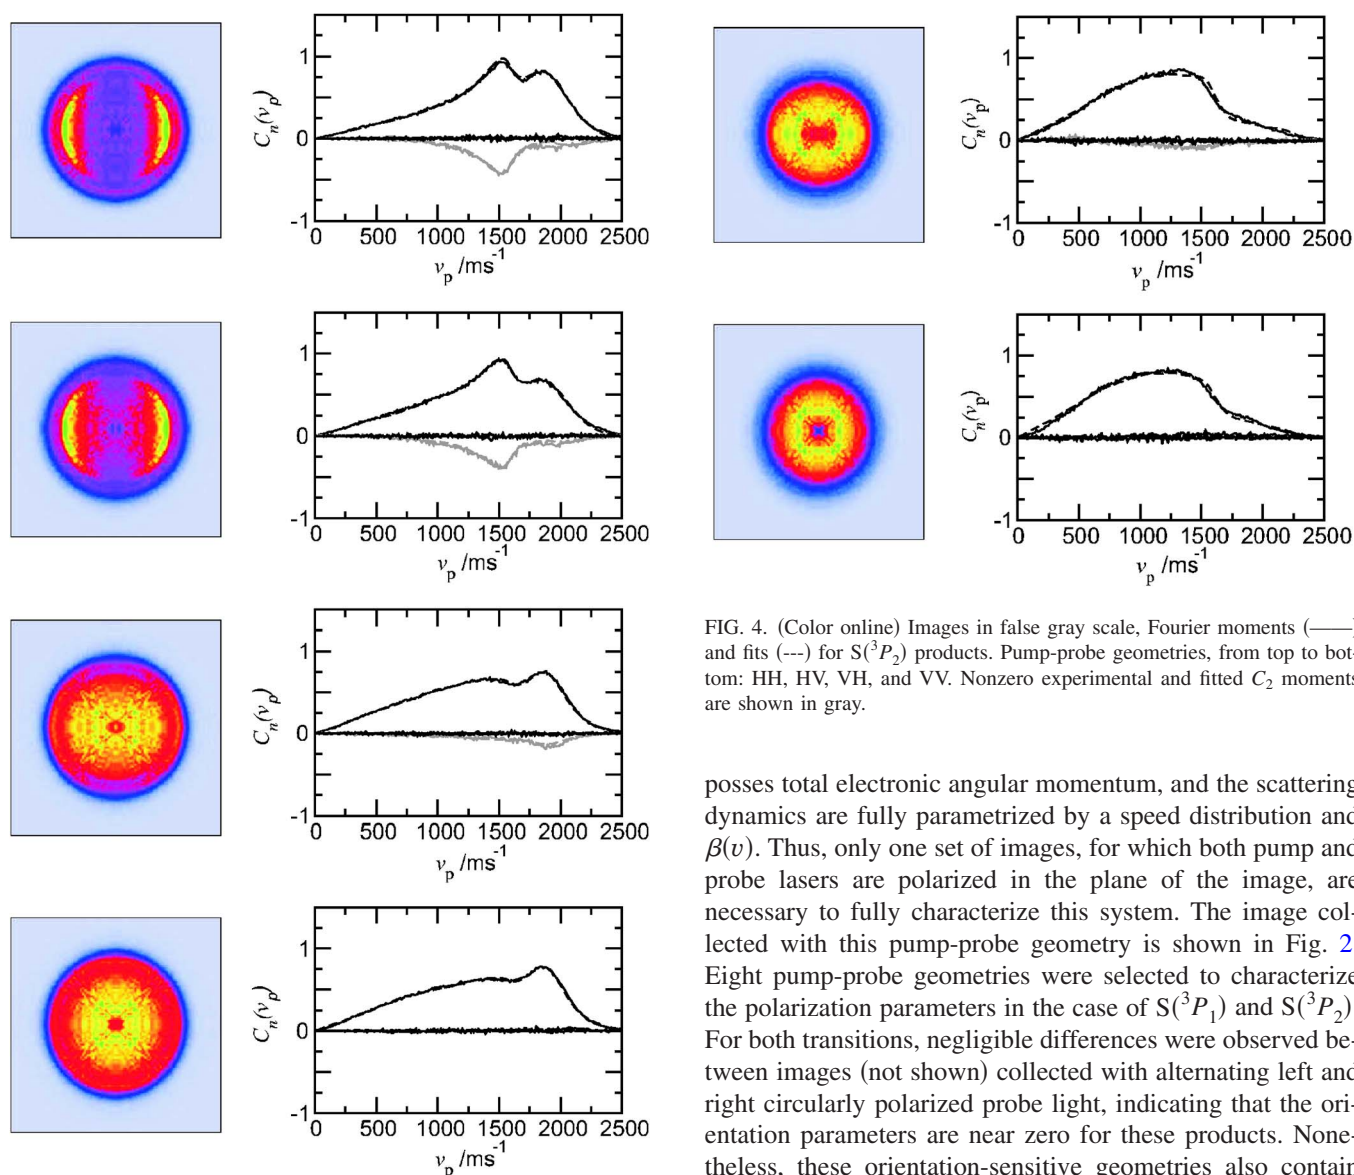 1
0
-1
C_n(v_p)
0 500 1000 1500 2000 2500
v_p /ms^-1
1
0
-1
C_n(v_p)
0 500 1000 1500 2000 2500
v_p /ms^-1
1
0
-1
C_n(v_p)
0 500 1000 1500 2000 2500
v_p /ms^-1
1
0
-1
C_n(v_p)
0 500 1000 1500 2000 2500
v_p /ms^-1
1
0
-1
C_n(v_p)
0 500 1000 1500 2000 2500
v_p /ms^-1
1
0
-1
C_n(v_p)
0 500 1000 1500 2000 2500
v_p /ms^-1
FIG. 4. (Color online) Images in false gray scale, Fourier moments (——)
and fits (---) for S(³P₂) products. Pump-probe geometries, from top to bot-
tom: HH, HV, VH, and VV. Nonzero experimental and fitted C₂ moments
are shown in gray.
posses total electronic angular momentum, and the scattering
dynamics are fully parametrized by a speed distribution and
β(v). Thus, only one set of images, for which both pump and
probe lasers are polarized in the plane of the image, are
necessary to fully characterize this system. The image col-
lected with this pump-probe geometry is shown in Fig. 2
Eight pump-probe geometries were selected to characterize
the polarization parameters in the case of S(³P₁) and S(³P₂)
For both transitions, negligible differences were observed be-
tween images (not shown) collected with alternating left and
right circularly polarized probe light, indicating that the ori-
entation parameters are near zero for these products. None-
theless, these orientation-sensitive geometries also contain